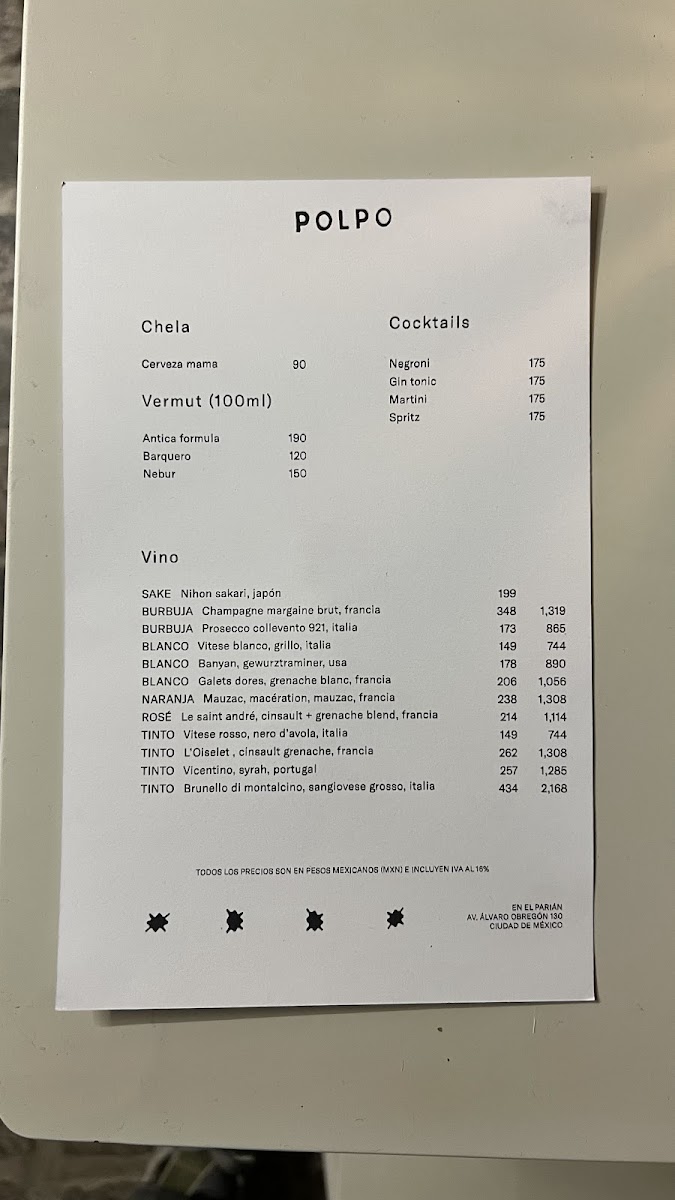 POLPO
Chela
Cerveza mama 90
Vermut (100ml)
Antica formula 190
Barquero 120
Nebur 150
Cocktails
Negroni 175
Gin tonic 175
Martini 175
Spritz 175
Vino
SAKE Nihon sakari, japón 199
BURBUJA Champagne margaine brut, francia 348 1,319
BURBUJA Prosecco collevento 921, italia 173 865
BLANCO Vitese blanco, grillo, italia 149 744
BLANCO Banyan, gewurztraminer, usa 178 890
BLANCO Galets dores, grenache blanc, francia 206 1,056
NARANJA Mauzac, macération, mauzac, francia 238 1,308
ROSÉ Le saint andré, cinsault + grenache blend, francia 214 1,114
TINTO Vitese rosso, nero d'avola, italia 149 744
TINTO L'Oiselet , cinsault grenache, francia 262 1,308
TINTO Vicentino, syrah, portugal 257 1,285
TINTO Brunello di montalcino, sangiovese grosso, italia 434 2,168
TODOS LOS PRECIOS SON EN PESOS MEXICANOS (MXN) E INCLUYEN IVA AL 16%
EN EL PARIÁN
AV. ÁLVARO OBREGÓN 130
CIUDAD DE MÉXICO